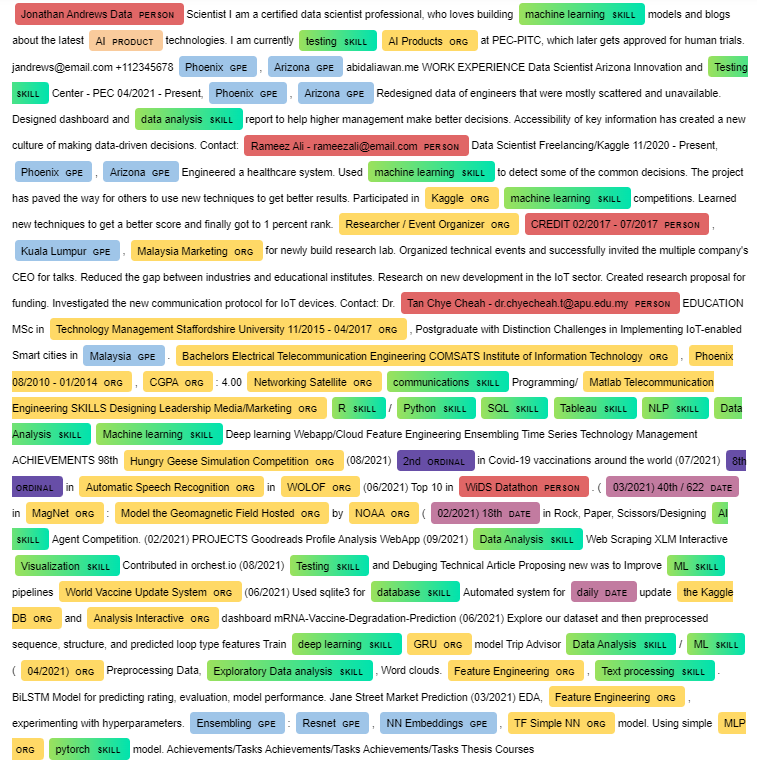 Jonathan Andrews Data PERSON Scientist I am a certified data scientist professional, who loves building machine learning SKILL models and blogs
about the latest AI PRODUCT technologies. I am currently testing SKILL AI Products ORG at PEC-PITC, which later gets approved for human trials.
jandrews@email.com +112345678 Phoenix GPE , Arizona GPE abidaliawan.me WORK EXPERIENCE Data Scientist Arizona Innovation and Testing
SKILL Center - PEC 04/2021 - Present, Phoenix GPE , Arizona GPE Redesigned data of engineers that were mostly scattered and unavailable.
Designed dashboard and data analysis SKILL report to help higher management make better decisions. Accessibility of key information has created a new
culture of making data-driven decisions. Contact: Rameez Ali - rameezali@email.com PERSON Data Scientist Freelancing/Kaggle 11/2020 - Present,
Phoenix GPE , Arizona GPE Engineered a healthcare system. Used machine learning SKILL to detect some of the common decisions. The project
has paved the way for others to use new techniques to get better results. Participated in Kaggle ORG machine learning SKILL competitions. Learned
new techniques to get a better score and finally got to 1 percent rank. Researcher / Event Organizer ORG CREDIT 02/2017 - 07/2017 PERSON ,
Kuala Lumpur GPE , Malaysia Marketing ORG for newly build research lab. Organized technical events and successfully invited the multiple company's
CEO for talks. Reduced the gap between industries and educational institutes. Research on new development in the IoT sector. Created research proposal for
funding. Investigated the new communication protocol for IoT devices. Contact: Dr. Tan Chye Cheah - dr.chyecheah.t@apu.edu.my PERSON EDUCATION
MSc in Technology Management Staffordshire University 11/2015 - 04/2017 ORG , Postgraduate with Distinction Challenges in Implementing IoT-enabled
Smart cities in Malaysia GPE . Bachelors Electrical Telecommunication Engineering COMSATS Institute of Information Technology ORG , Phoenix
08/2010 - 01/2014 ORG , CGPA ORG : 4.00 Networking Satellite ORG communications SKILL Programming/ Matlab Telecommunication
Engineering SKILLS Designing Leadership Media/Marketing ORG R SKILL / Python SKILL SQL SKILL Tableau SKILL NLP SKILL Data
Analysis SKILL Machine learning SKILL Deep learning Webapp/Cloud Feature Engineering Ensembling Time Series Technology Management
ACHIEVEMENTS 98th Hungry Geese Simulation Competition ORG (08/2021) 2nd ORDINAL in Covid-19 vaccinations around the world (07/2021) 8th
ORDINAL in Automatic Speech Recognition ORG in WOLOF ORG (06/2021) Top 10 in WiDS Datathon PERSON . ( 03/2021) 40th / 622 DATE
in MagNet ORG : Model the Geomagnetic Field Hosted ORG by NOAA ORG ( 02/2021) 18th DATE in Rock, Paper, Scissors/Designing AI
SKILL Agent Competition. (02/2021) PROJECTS Goodreads Profile Analysis WebApp (09/2021) Data Analysis SKILL Web Scraping XLM Interactive
Visualization SKILL Contributed in orchest.io (08/2021) Testing SKILL and Debuging Technical Article Proposing new was to Improve ML SKILL
pipelines World Vaccine Update System ORG (06/2021) Used sqlite3 for database SKILL Automated system for daily DATE update the Kaggle
DB ORG and Analysis Interactive ORG dashboard mRNA-Vaccine-Degradation-Prediction (06/2021) Explore our dataset and then preprocessed
sequence, structure, and predicted loop type features Train deep learning SKILL GRU ORG model Trip Advisor Data Analysis SKILL / ML SKILL
( 04/2021) ORG Preprocessing Data, Exploratory Data analysis SKILL , Word clouds. Feature Engineering ORG , Text processing SKILL .
BiLSTM Model for predicting rating, evaluation, model performance. Jane Street Market Prediction (03/2021) EDA, Feature Engineering ORG ,
experimenting with hyperparameters. Ensembling GPE : Resnet GPE , NN Embeddings GPE , TF Simple NN ORG model. Using simple MLP
ORG pytorch SKILL model. Achievements/Tasks Achievements/Tasks Achievements/Tasks Thesis Courses